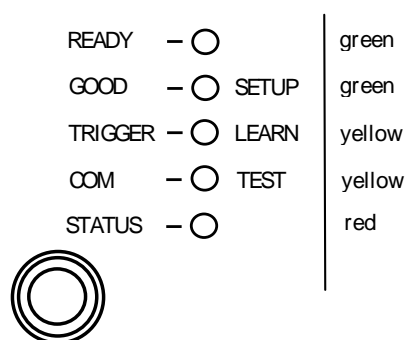 READY green
GOOD SETUP green
TRIGGER LEARN yellow
COM TEST yellow
STATUS red